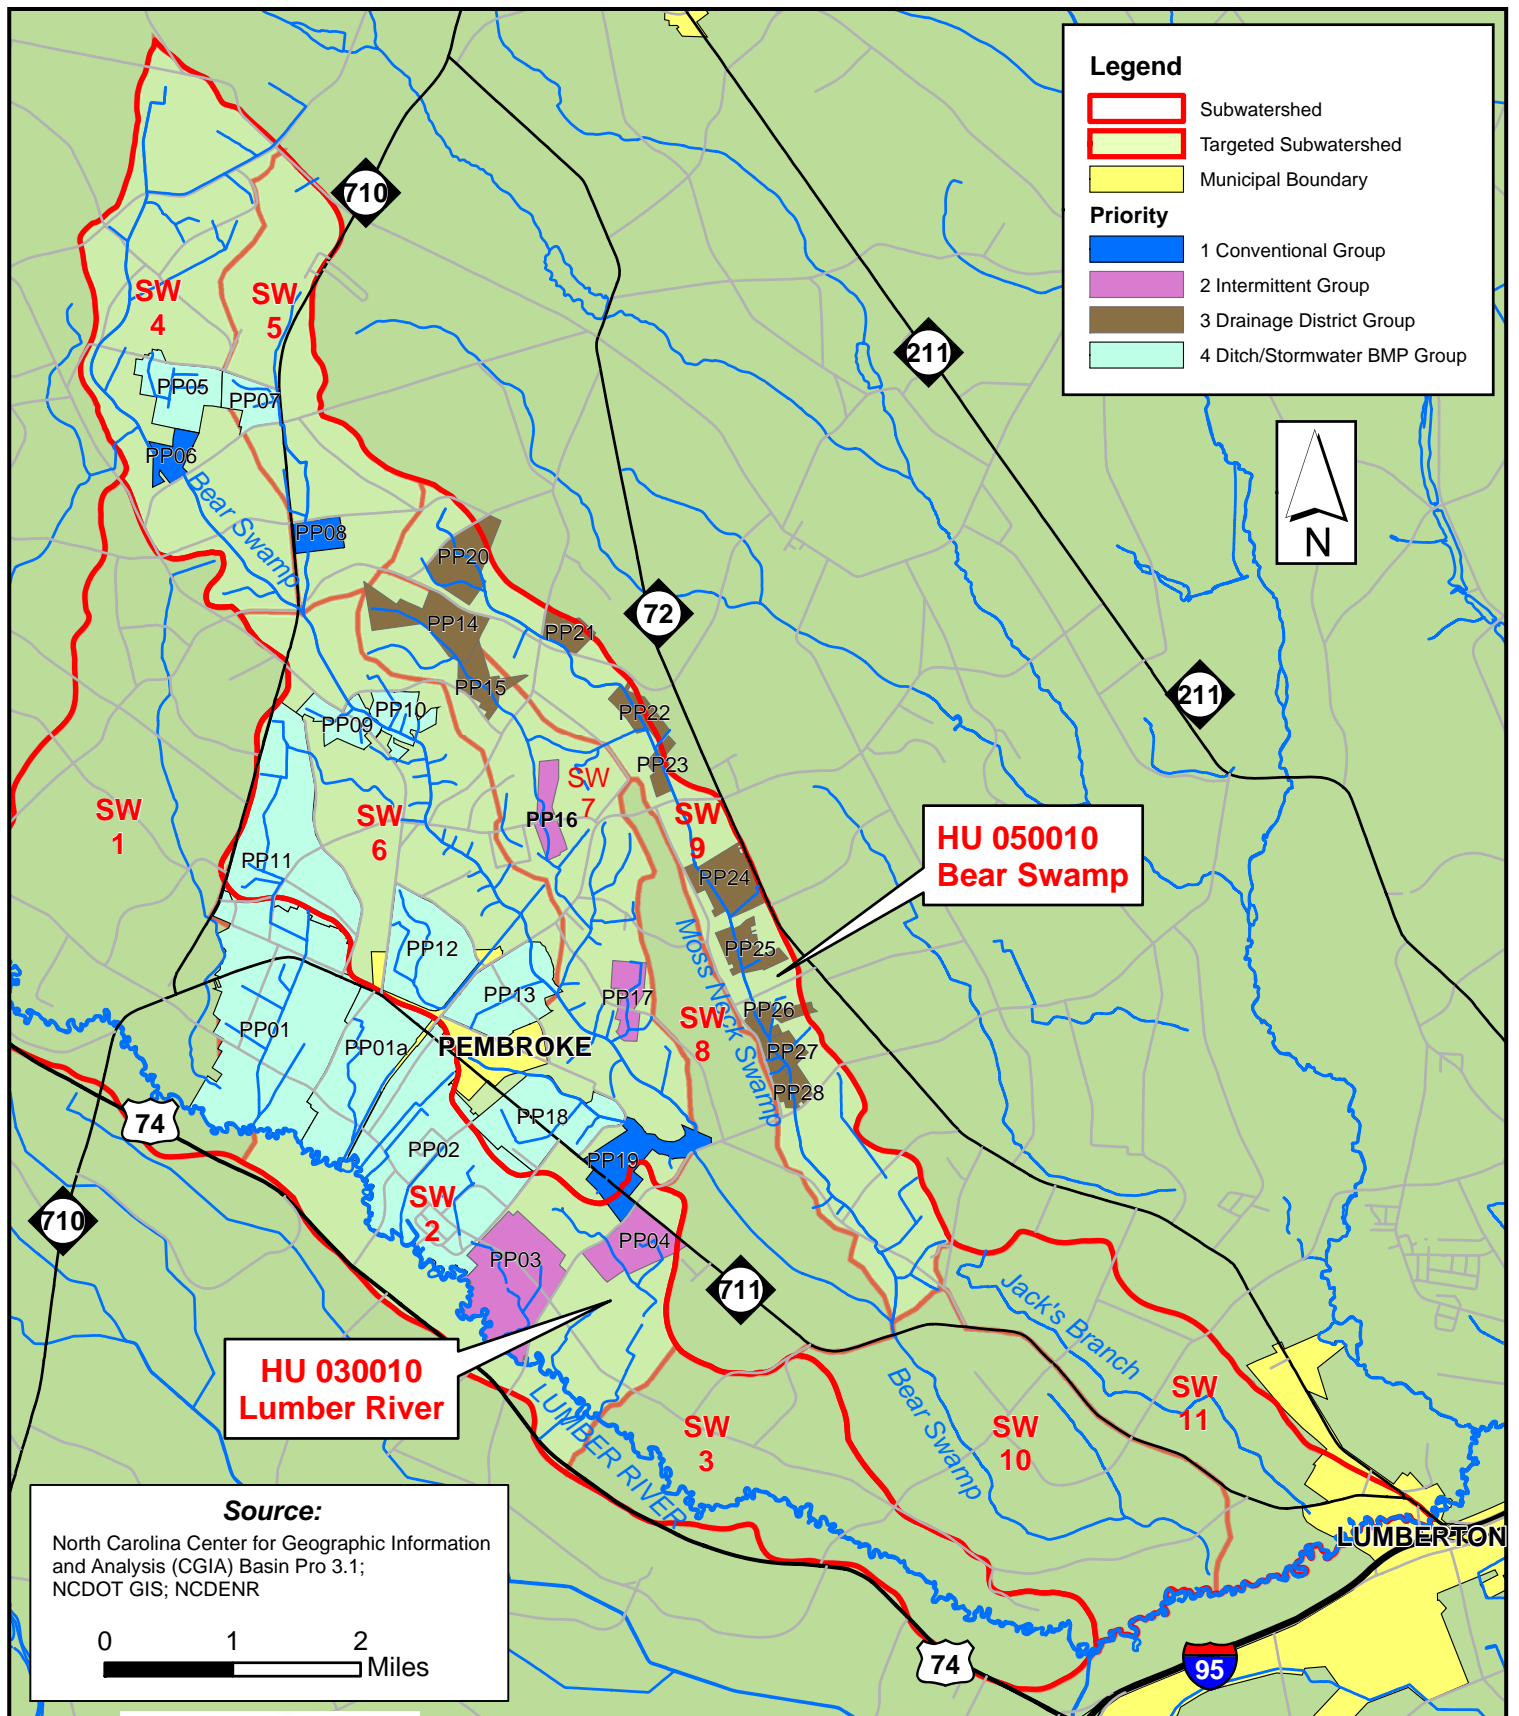 Legend
Subwatershed
Targeted Subwatershed
Municipal Boundary
Priority
1 Conventional Group
2 Intermittent Group
3 Drainage District Group
4 Ditch/Stormwater BMP Group
710
211
SW
4
SW
5
PP05
PP07
PP06
Bear Swamp
PP08
PP20
N
72
PP14
PP21
PP15
211
PP22
PP09
PP10
PP23
SW
7
SW
1
SW
6
PP16
SW
9
HU 050010
Bear Swamp
PP11
PP24
PP12
PP25
Moss Neck Swamp
PP13
PP17
PP26
PP01
PP01a
PEMBROKE
SW
8
PP27
PP28
74
PP18
PP02
PP19
SW
2
710
PP04
PP03
711
Jack's Branch
HU 030010
Lumber River
LUMBER RIVER
Bear Swamp
SW
3
SW
10
SW
11
LUMBERTON
Source:
North Carolina Center for Geographic Information
and Analysis (CGIA) Basin Pro 3.1;
NCDOT GIS; NCDENR
0 1 2
Miles
74
95